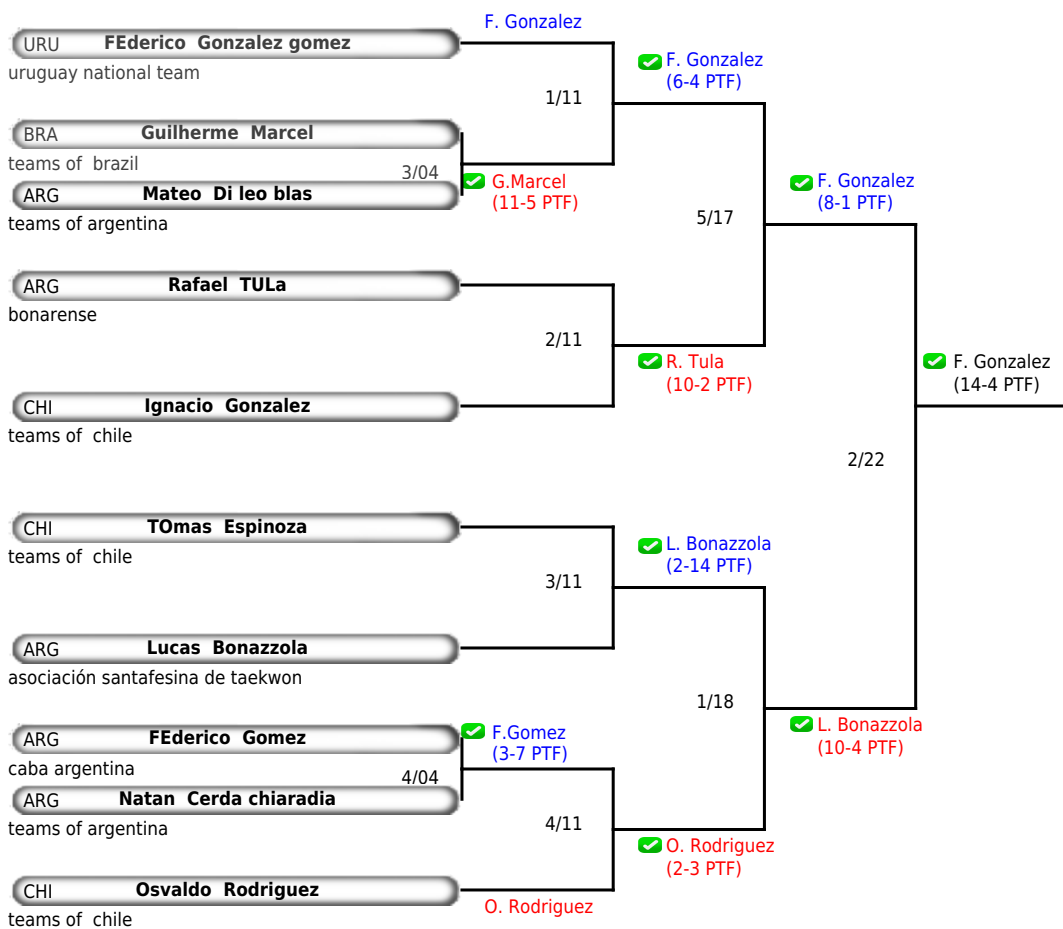 F. Gonzalez
URU FEderico Gonzalez gomez
uruguay national team
F. Gonzalez
(6-4 PTF)
1/11
BRA Guilherme Marcel
teams of brazil
3/04
G.Marcel
(11-5 PTF)
ARG Mateo Di leo blas
teams of argentina
F. Gonzalez
(8-1 PTF)
5/17
ARG Rafael TULa
bonarense
2/11
R. Tula
(10-2 PTF)
F. Gonzalez
(14-4 PTF)
CHI Ignacio Gonzalez
teams of chile
2/22
CHI TOmas Espinoza
teams of chile
L. Bonazzola
(2-14 PTF)
3/11
ARG Lucas Bonazzola
asociación santafesina de taekwon
1/18
L. Bonazzola
(10-4 PTF)
ARG FEderico Gomez
caba argentina
F.Gomez
(3-7 PTF)
4/04
ARG Natan Cerda chiaradia
teams of argentina
4/11
O. Rodriguez
(2-3 PTF)
CHI Osvaldo Rodriguez
teams of chile
O. Rodriguez